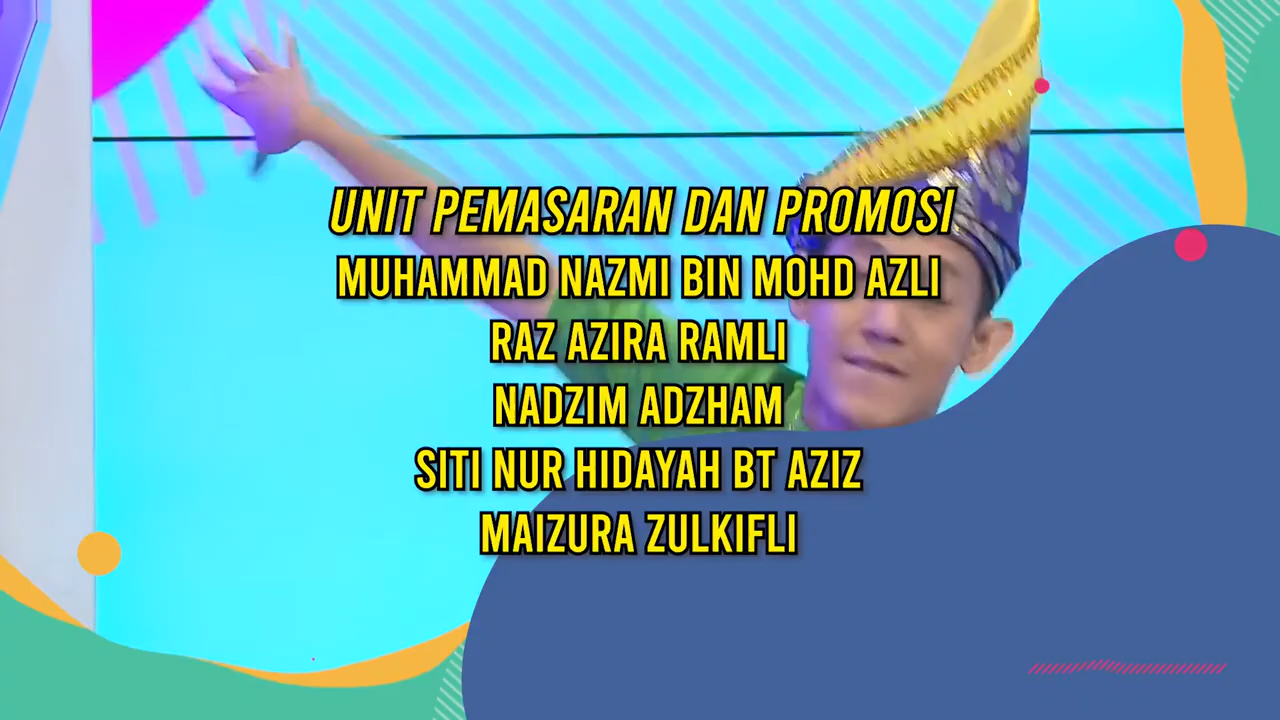 UNIT PEMASARAN DAN PROMOSI
MUHAMMAD NAZMI BIN MOHD AZLI
RAZ AZIRA RAMLI
NADZIM ADZHAM
SITI NUR HIDAYAH BT AZIZ
MAIZURA ZULKIFLI